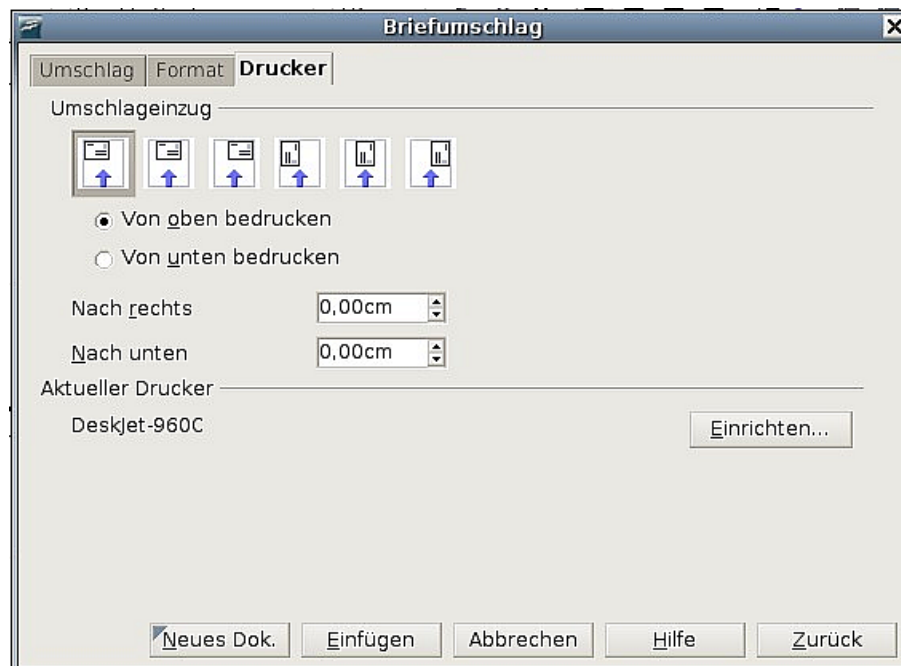 Briefumschlag
Umschlag Format Drucker
Umschlageinzug
Von oben bedrucken
Von unten bedrucken
Nach rechts 0,00cm
Nach unten 0,00cm
Aktueller Drucker
DeskJet-960C Einrichten...
Neues Dok. Einfügen Abbrechen Hilfe Zurück